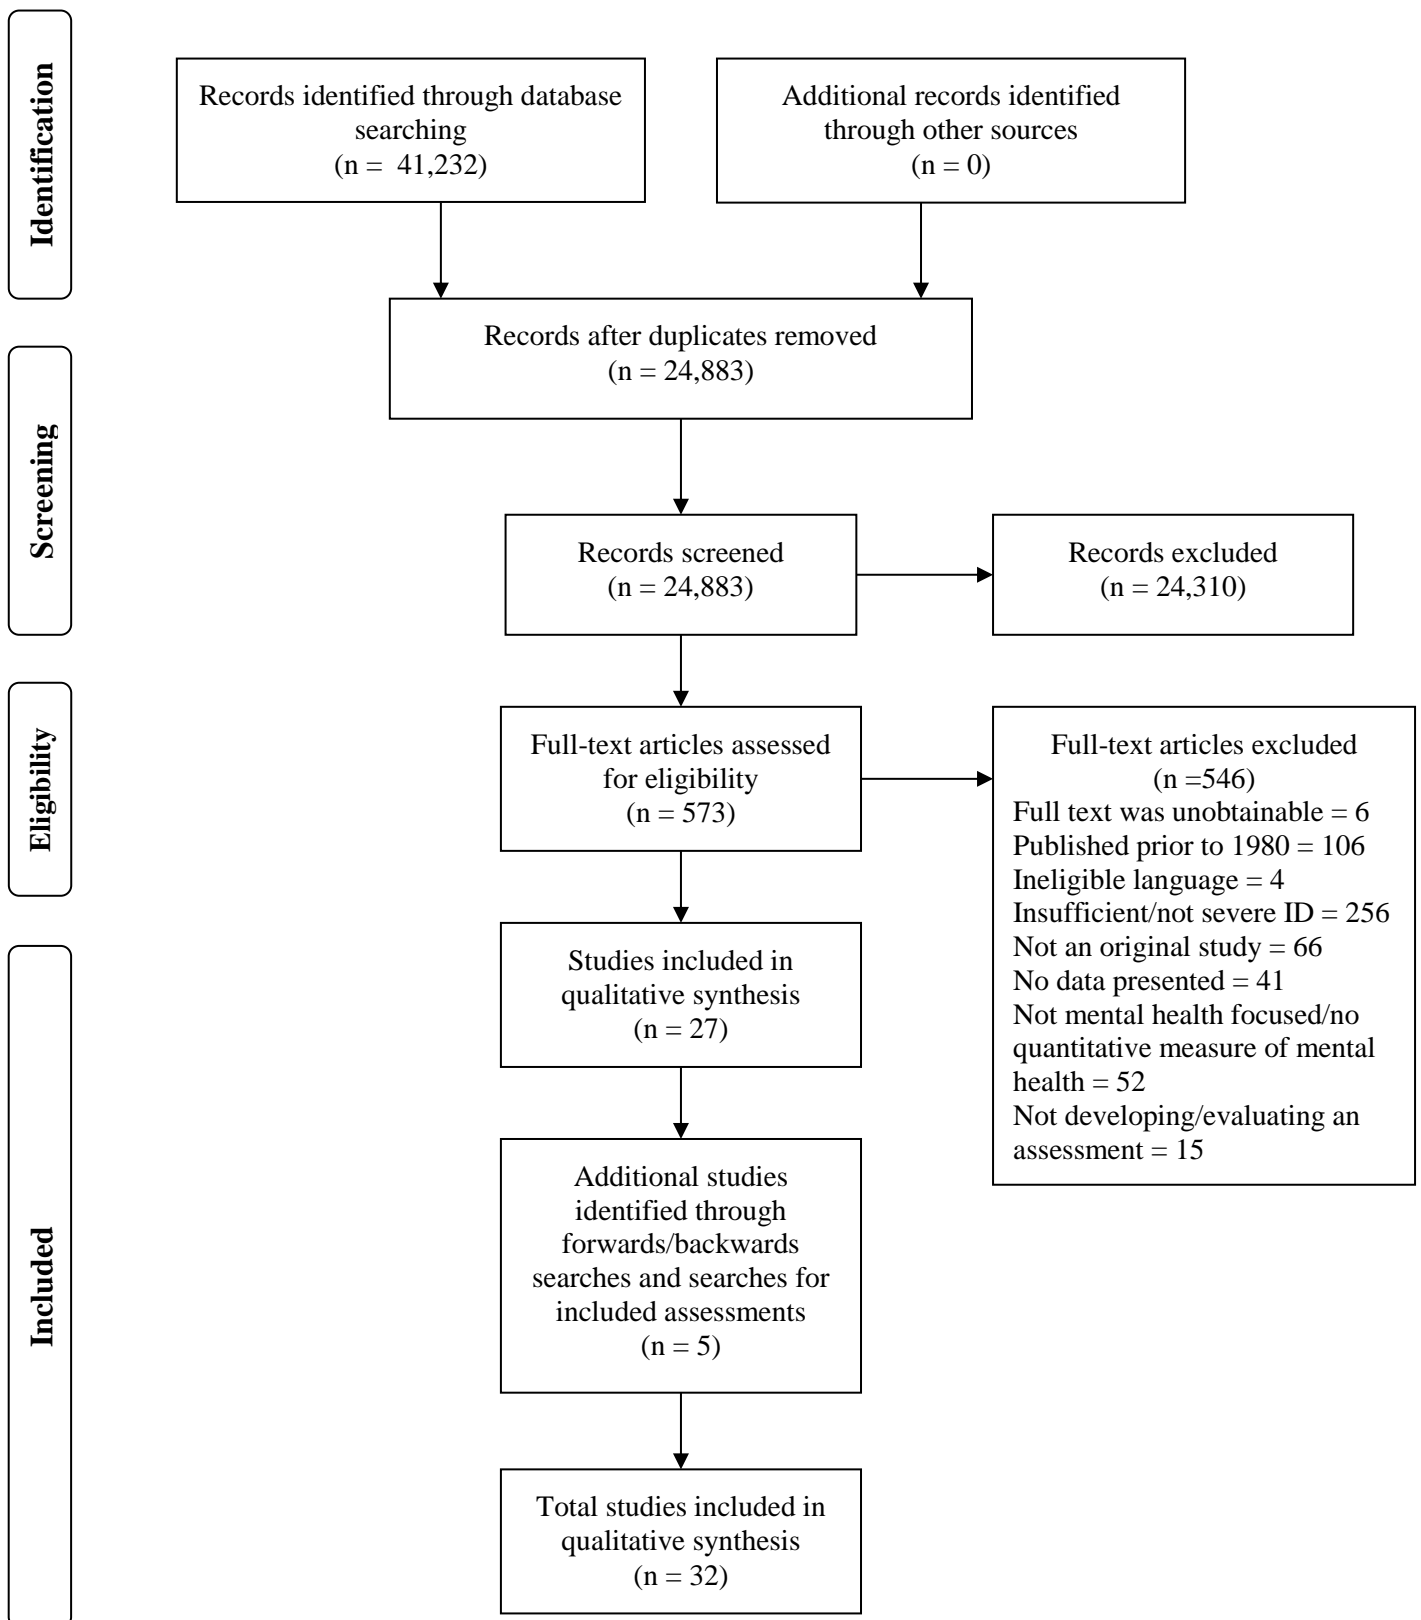 Identification
Records identified through database
searching
(n =  41,232)
Additional records identified
through other sources
(n = 0)
Records after duplicates removed
(n = 24,883)
Screening
Records screened
(n = 24,883)
Records excluded
(n = 24,310)
Eligibility
Full-text articles assessed
for eligibility
(n = 573)
Full-text articles excluded
(n =546)
Full text was unobtainable = 6
Published prior to 1980 = 106
Ineligible language = 4
Insufficient/not severe ID = 256
Not an original study = 66
No data presented = 41
Not mental health focused/no
quantitative measure of mental
health = 52
Not developing/evaluating an
assessment = 15
Included
Studies included in
qualitative synthesis
(n = 27)
Additional studies
identified through
forwards/backwards
searches and searches for
included assessments
(n = 5)
Total studies included in
qualitative synthesis
(n = 32)